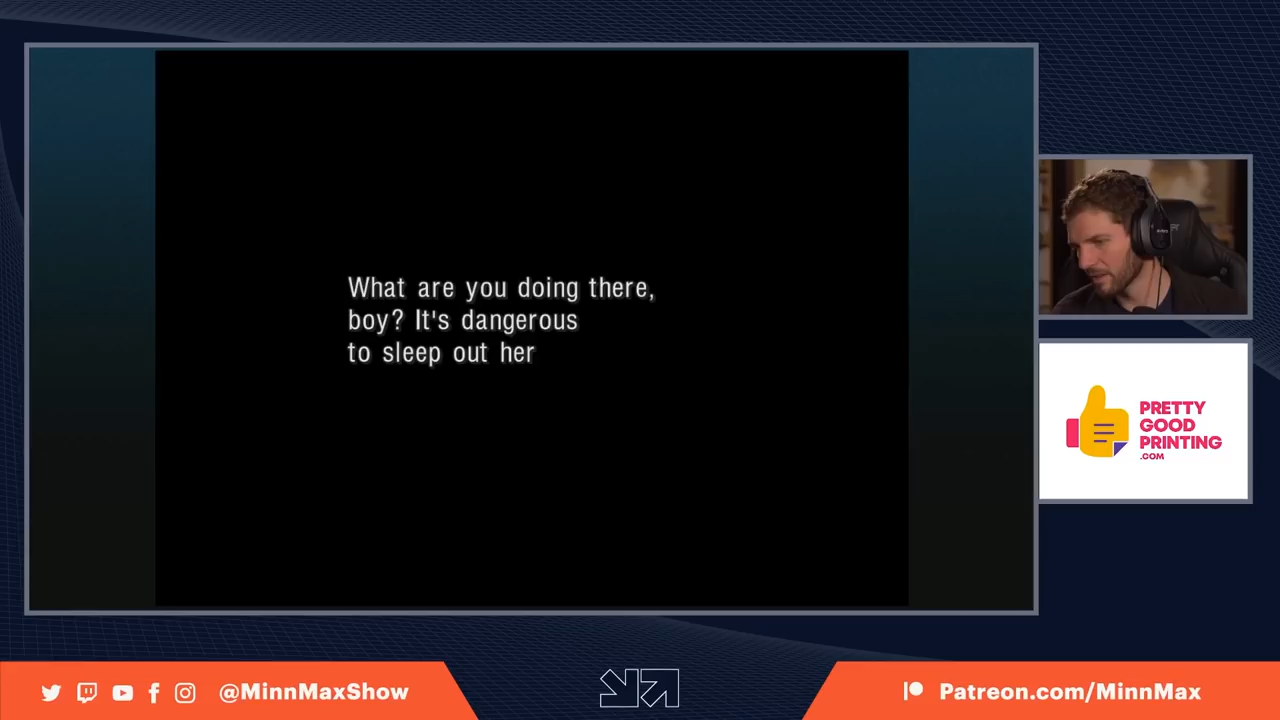 What are you doing there,
boy? It's dangerous
to sleep out her
PRETTY
GOOD
PRINTING
.COM
@MinnMaxShow
Patreon.com/MinnMax